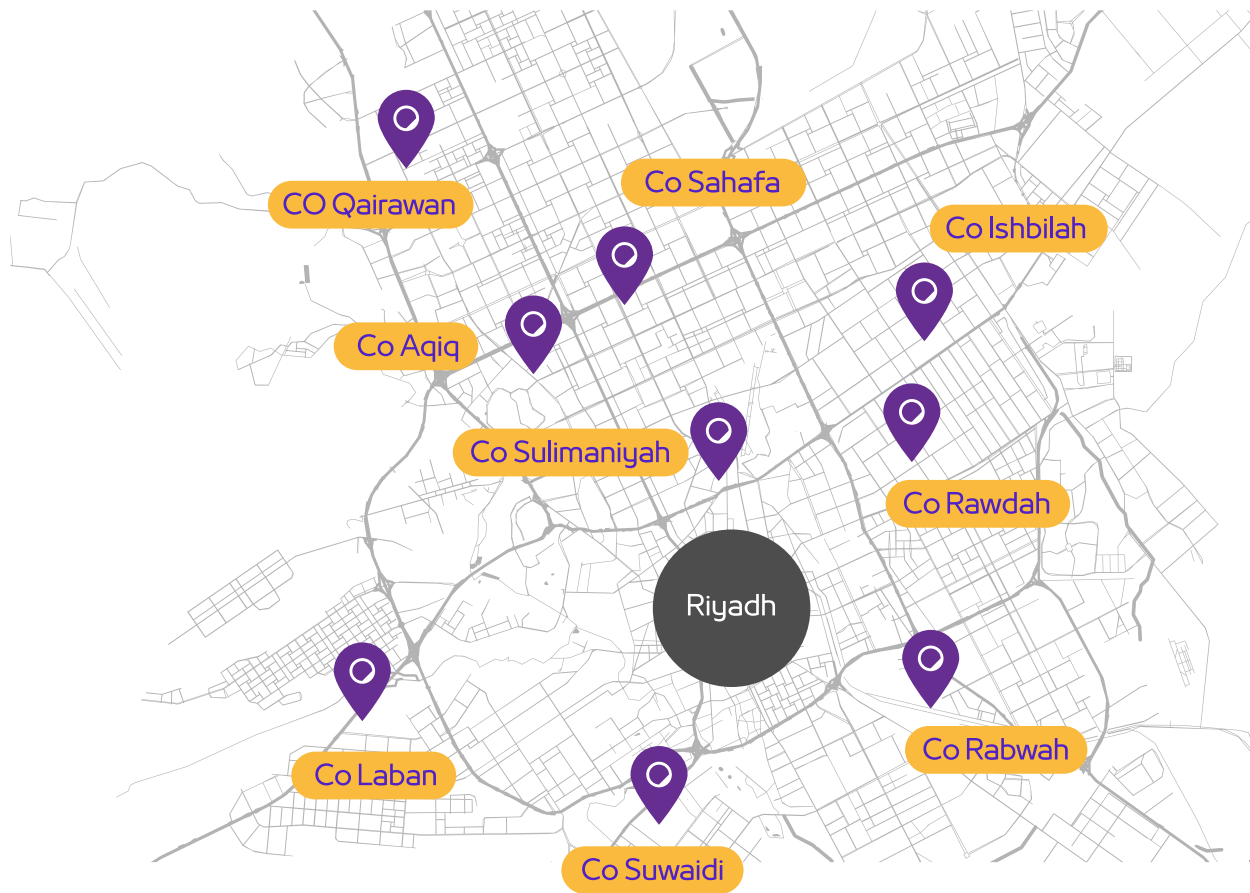 Co Sahafa
CO Qairawan
Co Ishbilah
Co Aqiq
Co Sulimaniyah
Co Rawdah
Riyadh
Co Rabwah
Co Laban
Co Suwaidi